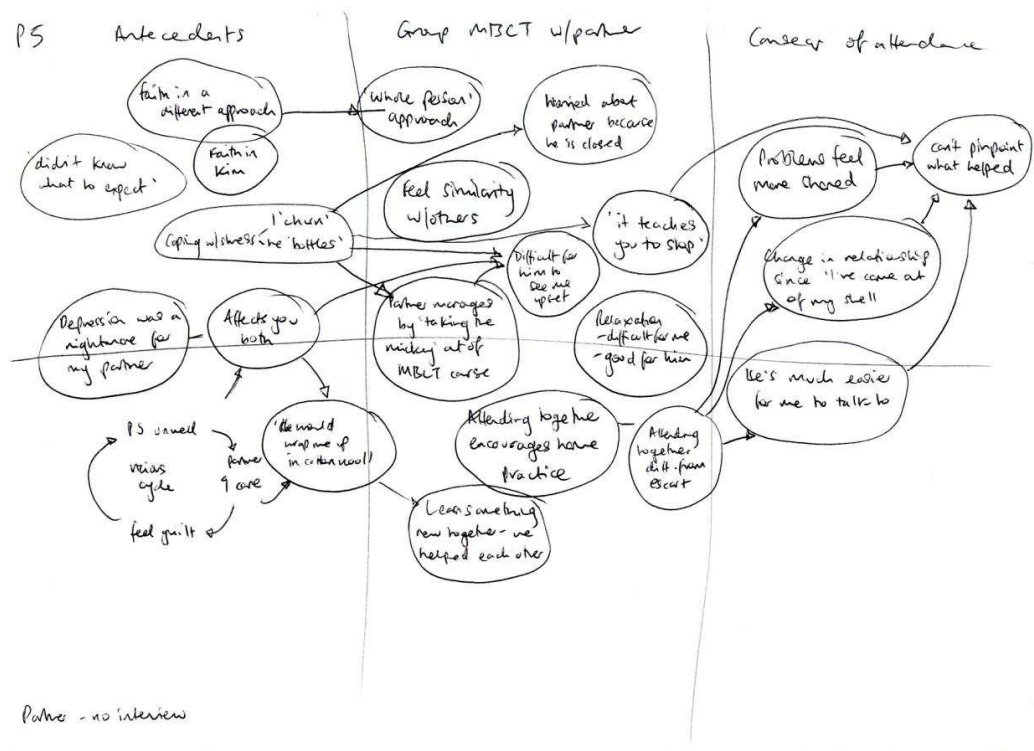 P5
Antecedents
Group MBCT w/partner
Conseqs of attendance
Faith in a
different approach
Faith in
Kim
'didn't know
what to expect'
I 'churn'
Coping w/stress - he 'bottles'
Depression was a
nightmare for
my partner
Affects you
both
P5 unwell
vicious
cycle
partner
↑ care
feel guilt
'He would
wrap me up
in cotton wool'
'Whole person'
approach
Worried about
partner because
he is closed
Feel similarity
w/others
'it teaches
you to stop'
Difficult for
him to
see me
upset
Partner manages
by 'taking the
mickey' out of
MBCT course
Relaxation
- difficult for me
- good for him
Attending together
encourages home
practice
Attending
together
diff. from
escort
Learn something
new together - we
helped each other
Problems feel
more shared
can't pinpoint
what helped
Change in relationship
since 'I've come out
of my shell
He's much easier
for me to talk to
Partner - no interview